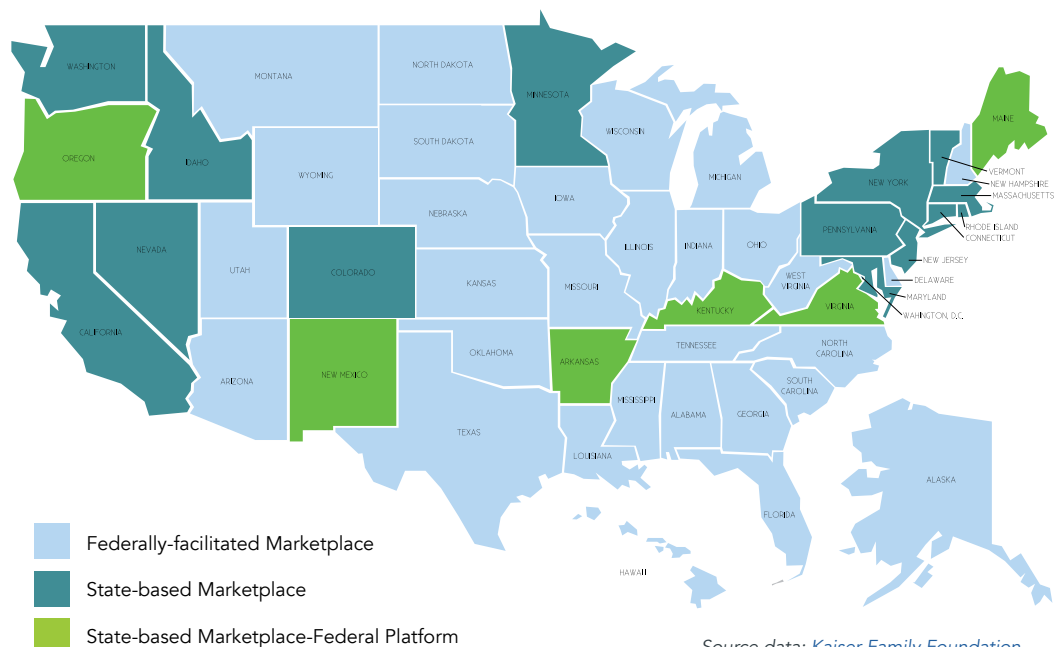 WASHINGTON
MONTANA
NORTH DAKOTA
MINNESOTA
MAINE
OREGON
IDAHO
SOUTH DAKOTA
WISCONSIN
MICHIGAN
VERMONT
NEW HAMPSHIRE
MASSACHUSETTS
NEW YORK
WYOMING
IOWA
NEBRASKA
PENNSYLVANIA
RHODE ISLAND
CONNECTICUT
NEVADA
UTAH
COLORADO
ILLINOIS
INDIANA
OHIO
NEW JERSEY
KANSAS
MISSOURI
WEST
VIRGINIA
DELAWARE
MARYLAND
CALIFORNIA
KENTUCKY
VIRGINIA
WAHINGTON, D.C.
ARIZONA
NEW MEXICO
OKLAHOMA
ARKANSAS
TENNESSEE
NORTH
CAROLINA
SOUTH
CAROLINA
MISSISSIPPI
ALABAMA
GEORGIA
TEXAS
LOUISIANA
FLORIDA
ALASKA
HAWAII
Federally-facilitated Marketplace
State-based Marketplace
State-based Marketplace-Federal Platform
Source data: Kaiser Family Foundation